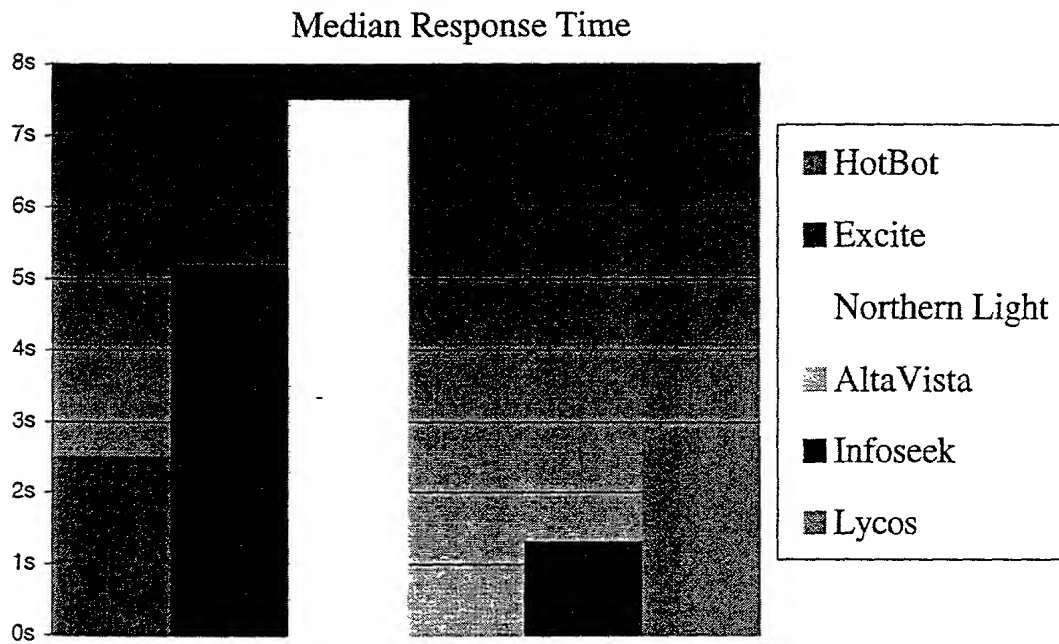 Median Response Time
8s
7s
6s
5s
4s
3s
2s
1s
0s
HotBot
Excite
Northern Light
AltaVista
Infoseek
Lycos